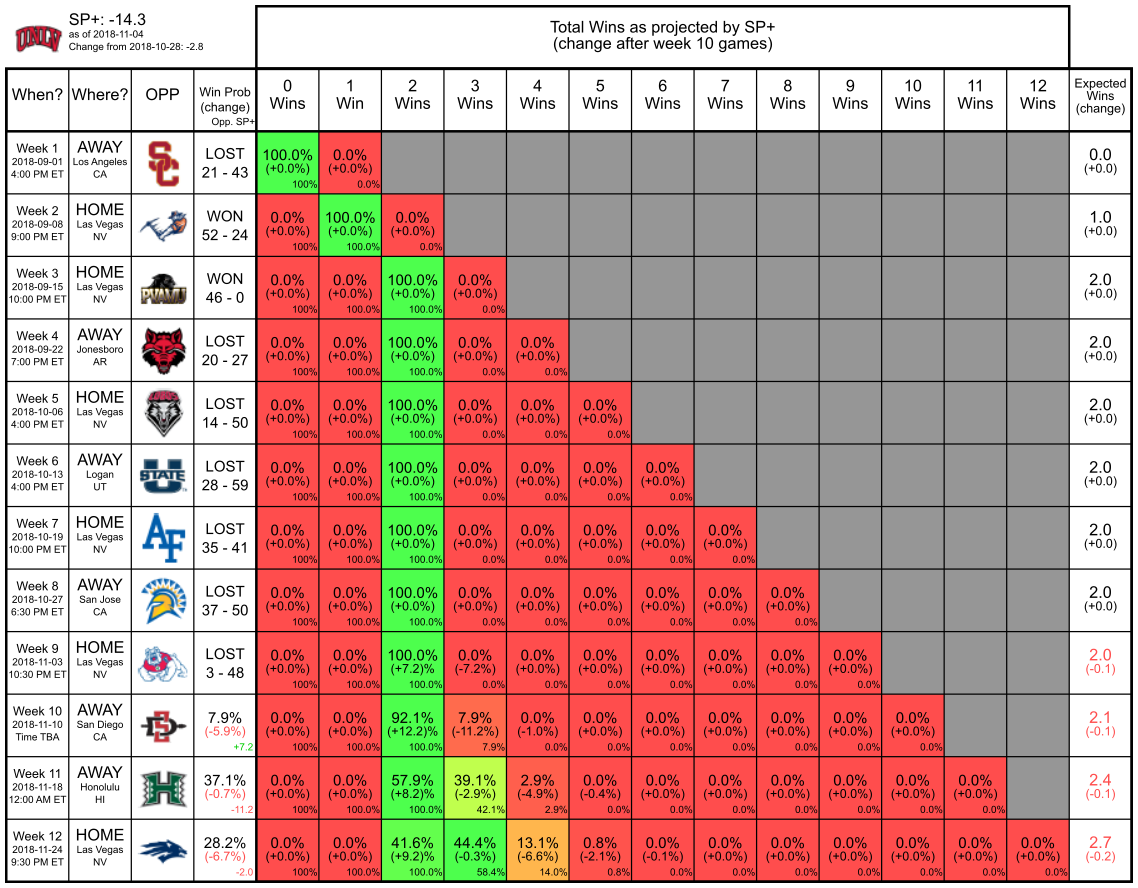 UNLV
SP+: -14.3
as of 2018-11-04
Change from 2018-10-28: -2.8
Total Wins as projected by SP+
(change after week 10 games)
When? Where? OPP Win Prob (change) Opp. SP+ 0 Wins 1 Win 2 Wins 3 Wins 4 Wins 5 Wins 6 Wins 7 Wins 8 Wins 9 Wins 10 Wins 11 Wins 12 Wins Expected Wins (change)
Week 1 AWAY SC LOST 100.0% 0.0% 0.0
2018-09-01 Los Angeles 21 - 43 (+0.0%) (+0.0%) (+0.0)
4:00 PM ET CA 100% 0.0%
Week 2 HOME WON 0.0% 100.0% 0.0% 1.0
2018-09-08 Las Vegas 52 - 24 (+0.0%) (+0.0%) (+0.0%) (+0.0)
9:00 PM ET NV 100% 100.0% 0.0%
Week 3 HOME PVAMU WON 0.0% 0.0% 100.0% 0.0% 2.0
2018-09-15 Las Vegas 46 - 0 (+0.0%) (+0.0%) (+0.0%) (+0.0%) (+0.0)
10:00 PM ET NV 100% 100.0% 100.0% 0.0%
Week 4 AWAY LOST 0.0% 0.0% 100.0% 0.0% 0.0% 2.0
2018-09-22 Jonesboro 20 - 27 (+0.0%) (+0.0%) (+0.0%) (+0.0%) (+0.0%) (+0.0)
7:00 PM ET AR 100% 100.0% 100.0% 0.0% 0.0%
Week 5 HOME LOST 0.0% 0.0% 100.0% 0.0% 0.0% 0.0% 2.0
2018-10-06 Las Vegas 14 - 50 (+0.0%) (+0.0%) (+0.0%) (+0.0%) (+0.0%) (+0.0%) (+0.0)
4:00 PM ET NV 100% 100.0% 100.0% 0.0% 0.0% 0.0%
Week 6 AWAY U STATE LOST 0.0% 0.0% 100.0% 0.0% 0.0% 0.0% 0.0% 2.0
2018-10-13 Logan 28 - 59 (+0.0%) (+0.0%) (+0.0%) (+0.0%) (+0.0%) (+0.0%) (+0.0%) (+0.0)
4:00 PM ET UT 100% 100.0% 100.0% 0.0% 0.0% 0.0% 0.0%
Week 7 HOME AF LOST 0.0% 0.0% 100.0% 0.0% 0.0% 0.0% 0.0% 0.0% 2.0
2018-10-19 Las Vegas 35 - 41 (+0.0%) (+0.0%) (+0.0%) (+0.0%) (+0.0%) (+0.0%) (+0.0%) (+0.0%) (+0.0)
10:00 PM ET NV 100% 100.0% 100.0% 0.0% 0.0% 0.0% 0.0% 0.0%
Week 8 AWAY LOST 0.0% 0.0% 100.0% 0.0% 0.0% 0.0% 0.0% 0.0% 0.0% 2.0
2018-10-27 San Jose 37 - 50 (+0.0%) (+0.0%) (+0.0%) (+0.0%) (+0.0%) (+0.0%) (+0.0%) (+0.0%) (+0.0%) (+0.0)
6:30 PM ET CA 100% 100.0% 100.0% 0.0% 0.0% 0.0% 0.0% 0.0% 0.0%
Week 9 HOME LOST 0.0% 0.0% 100.0% 0.0% 0.0% 0.0% 0.0% 0.0% 0.0% 0.0% 2.0
2018-11-03 Las Vegas 3 - 48 (+0.0%) (+0.0%) (+7.2)% (-7.2%) (+0.0%) (+0.0%) (+0.0%) (+0.0%) (+0.0%) (+0.0%) (-0.1)
10:30 PM ET NV 100% 100.0% 100.0% 0.0% 0.0% 0.0% 0.0% 0.0% 0.0% 0.0%
Week 10 AWAY SD 7.9% 0.0% 0.0% 92.1% 7.9% 0.0% 0.0% 0.0% 0.0% 0.0% 0.0% 0.0% 2.1
2018-11-10 San Diego (-5.9%) (+0.0%) (+0.0%) (+12.2)% (-11.2%) (-1.0%) (+0.0%) (+0.0%) (+0.0%) (+0.0%) (+0.0%) (+0.0%) (-0.1)
Time TBA CA +7.2 100% 100.0% 100.0% 7.9% 0.0% 0.0% 0.0% 0.0% 0.0% 0.0% 0.0%
Week 11 AWAY H 37.1% 0.0% 0.0% 57.9% 39.1% 2.9% 0.0% 0.0% 0.0% 0.0% 0.0% 0.0% 0.0% 2.4
2018-11-18 Honolulu (-0.7%) (+0.0%) (+0.0%) (+8.2)% (-2.9%) (-4.9%) (-0.4%) (+0.0%) (+0.0%) (+0.0%) (+0.0%) (+0.0%) (+0.0%) (-0.1)
12:00 AM ET HI -11.2 100% 100.0% 100.0% 42.1% 2.9% 0.0% 0.0% 0.0% 0.0% 0.0% 0.0% 0.0%
Week 12 HOME 28.2% 0.0% 0.0% 41.6% 44.4% 13.1% 0.8% 0.0% 0.0% 0.0% 0.0% 0.0% 0.0% 0.0% 2.7
2018-11-24 Las Vegas (-6.7%) (+0.0%) (+0.0%) (+9.2)% (-0.3%) (-6.6%) (-2.1%) (-0.1%) (+0.0%) (+0.0%) (+0.0%) (+0.0%) (+0.0%) (+0.0%) (-0.2)
9:30 PM ET NV -2.0 100% 100.0% 100.0% 58.4% 14.0% 0.8% 0.0% 0.0% 0.0% 0.0% 0.0% 0.0% 0.0%